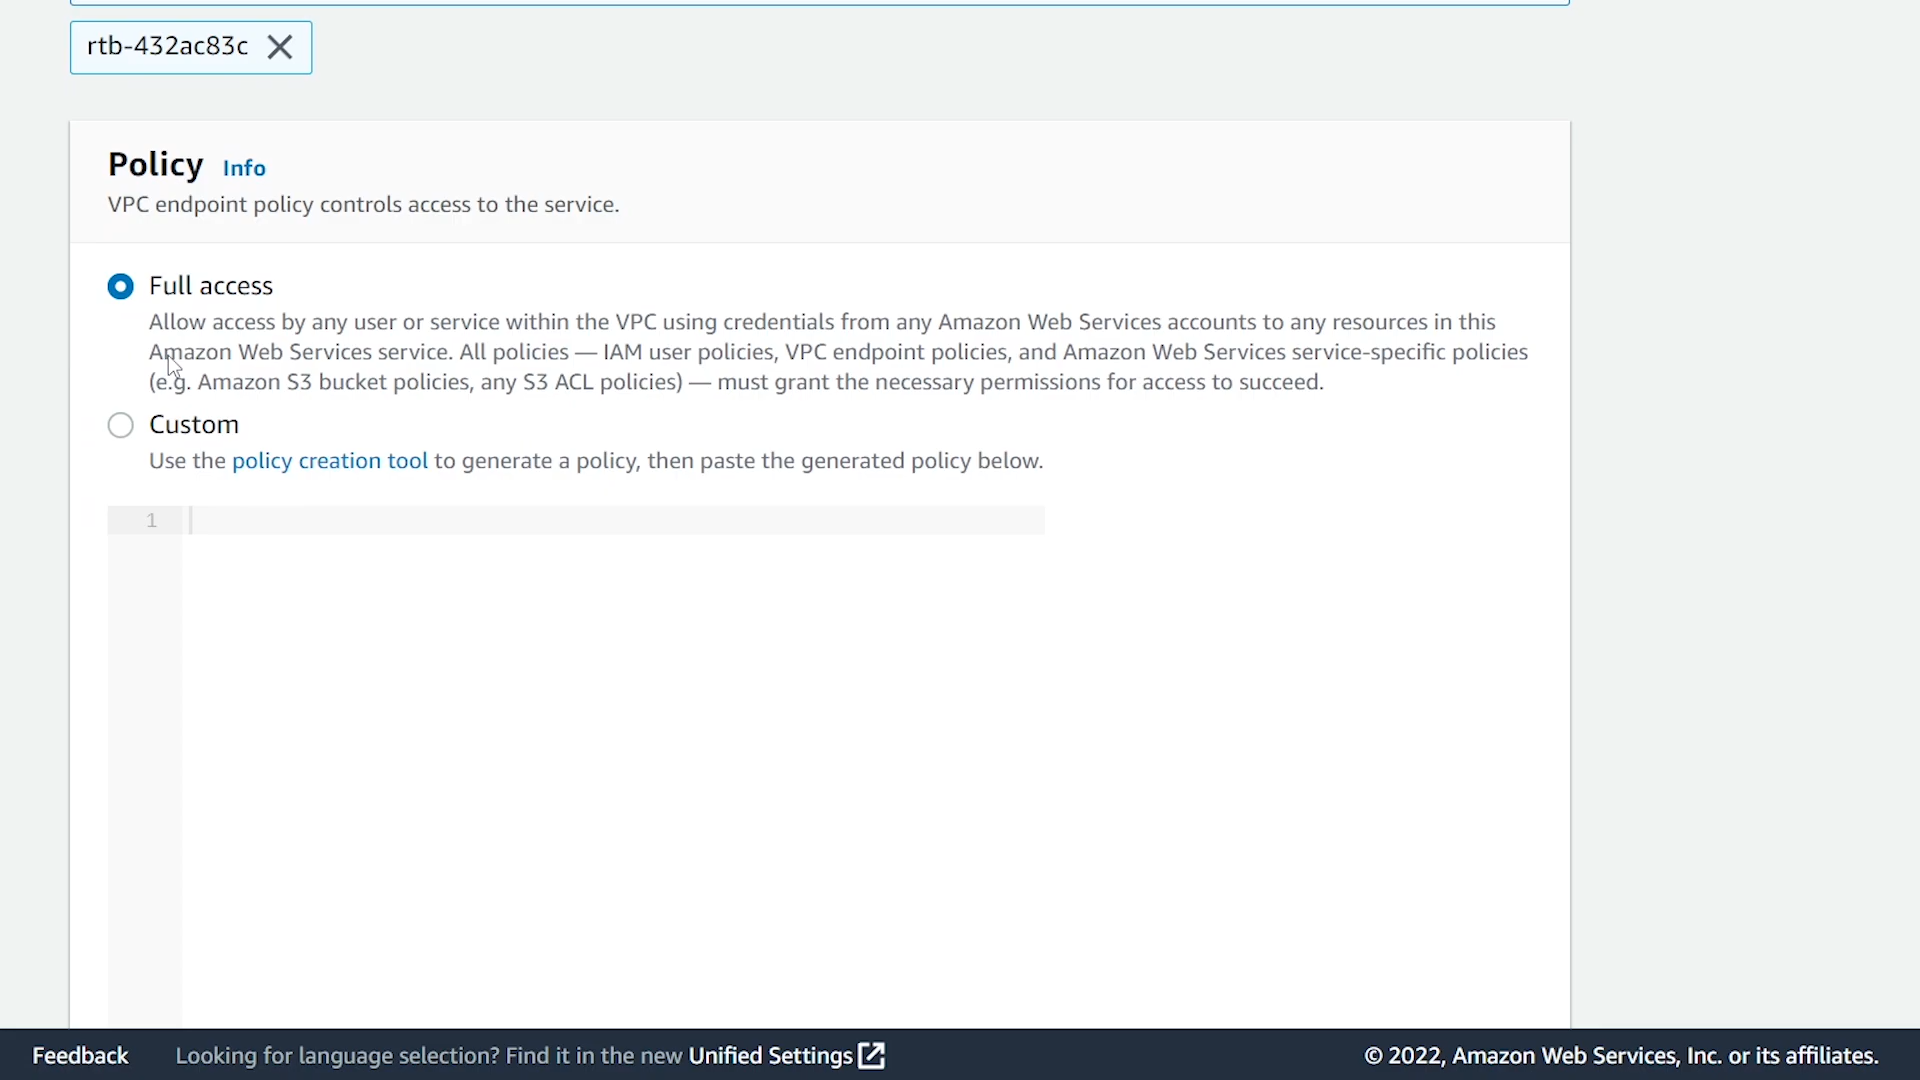 rtb-432ac83c
Policy Info
VPC endpoint policy controls access to the service.
Full access
Allow access by any user or service within the VPC using credentials from any Amazon Web Services accounts to any resources in this
Amazon Web Services service. All policies — IAM user policies, VPC endpoint policies, and Amazon Web Services service-specific policies
(e.g. Amazon S3 bucket policies, any S3 ACL policies) — must grant the necessary permissions for access to succeed.
Custom
Use the policy creation tool to generate a policy, then paste the generated policy below.
1
Feedback Looking for language selection? Find it in the new Unified Settings © 2022, Amazon Web Services, Inc. or its affiliates.